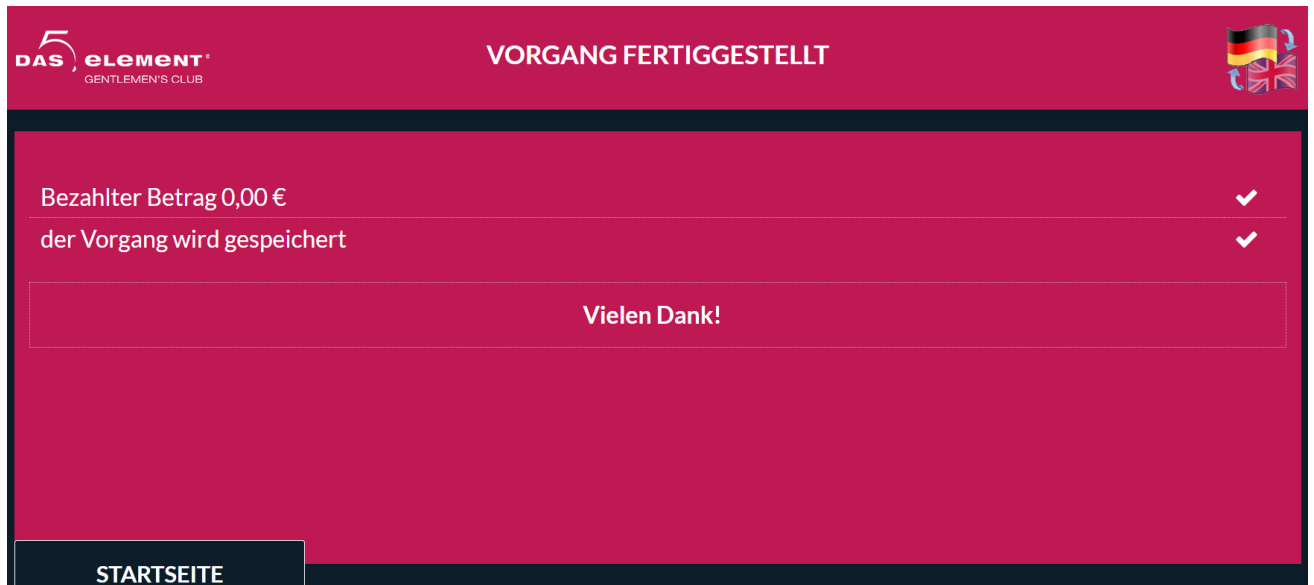 DAS 5 element®
GENTLEMEN'S CLUB
VORGANG FERTIGGESTELLT
Bezahlter Betrag 0,00 €
der Vorgang wird gespeichert
Vielen Dank!
STARTSEITE